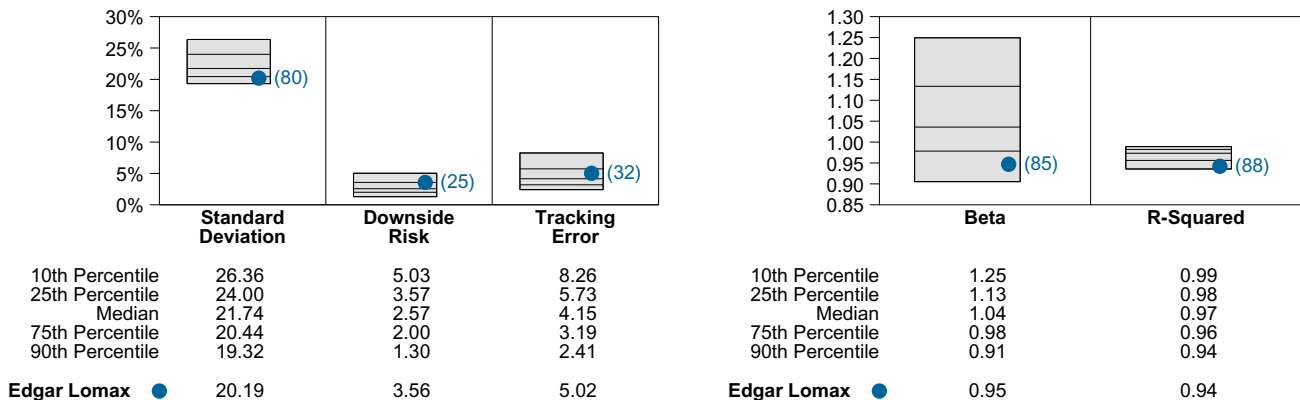 30%
25%
20%
15%
10%
5%
0%
(80)
(25)
(32)
Standard Deviation
Downside Risk
Tracking Error
10th Percentile 26.36 5.03 8.26
25th Percentile 24.00 3.57 5.73
Median 21.74 2.57 4.15
75th Percentile 20.44 2.00 3.19
90th Percentile 19.32 1.30 2.41
Edgar Lomax 20.19 3.56 5.02
1.30
1.25
1.20
1.15
1.10
1.05
1.00
0.95
0.90
0.85
(85)
(88)
Beta R-Squared
10th Percentile 1.25 0.99
25th Percentile 1.13 0.98
Median 1.04 0.97
75th Percentile 0.98 0.96
90th Percentile 0.91 0.94
Edgar Lomax 0.95 0.94